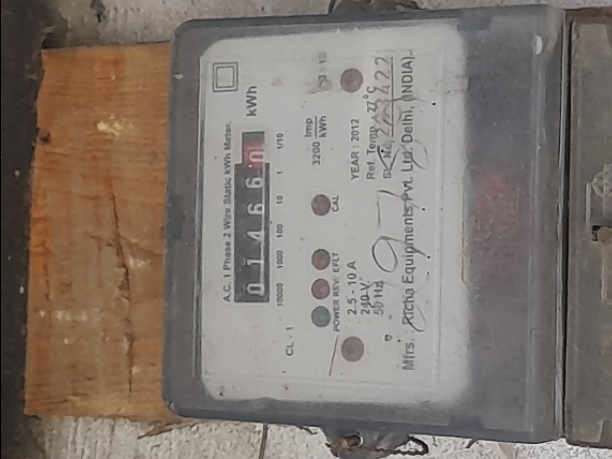 A.C. 1 Phase 2 Wire Static kWh Meter.
0 1 4 6 6 0 kWh
10000 1000 100 10 1 1/10
CL - 1
POWER REV/ EFLT CAL
3200 Imp/kWh
2.5 - 10 A
240 V
50 Hz
YEAR : 2012
Ref. Temp. 27°C
Mfrs. : Richa Equipments Pvt. Ltd. Delhi, (INDIA).